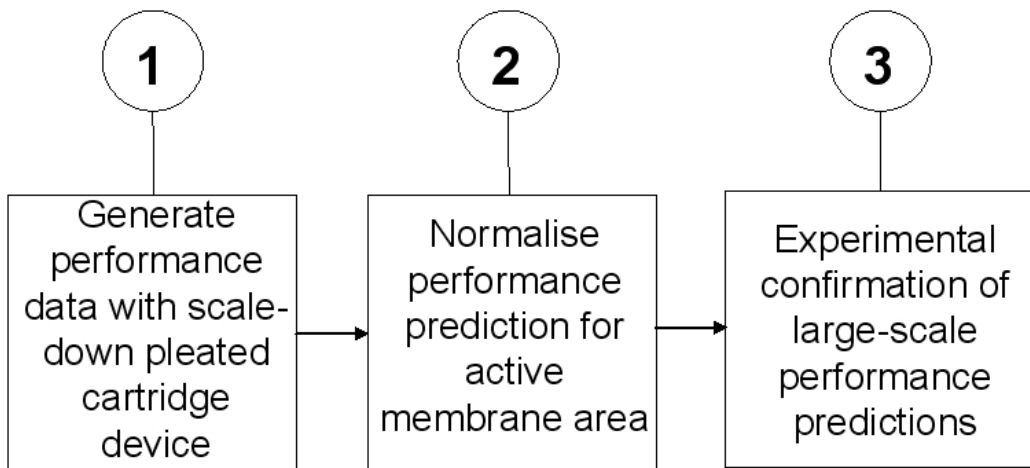 1
2
3
Generate
performance
data with scale-
down pleated
cartridge
device
Normalise
performance
prediction for
active
membrane area
Experimental
confirmation of
large-scale
performance
predictions